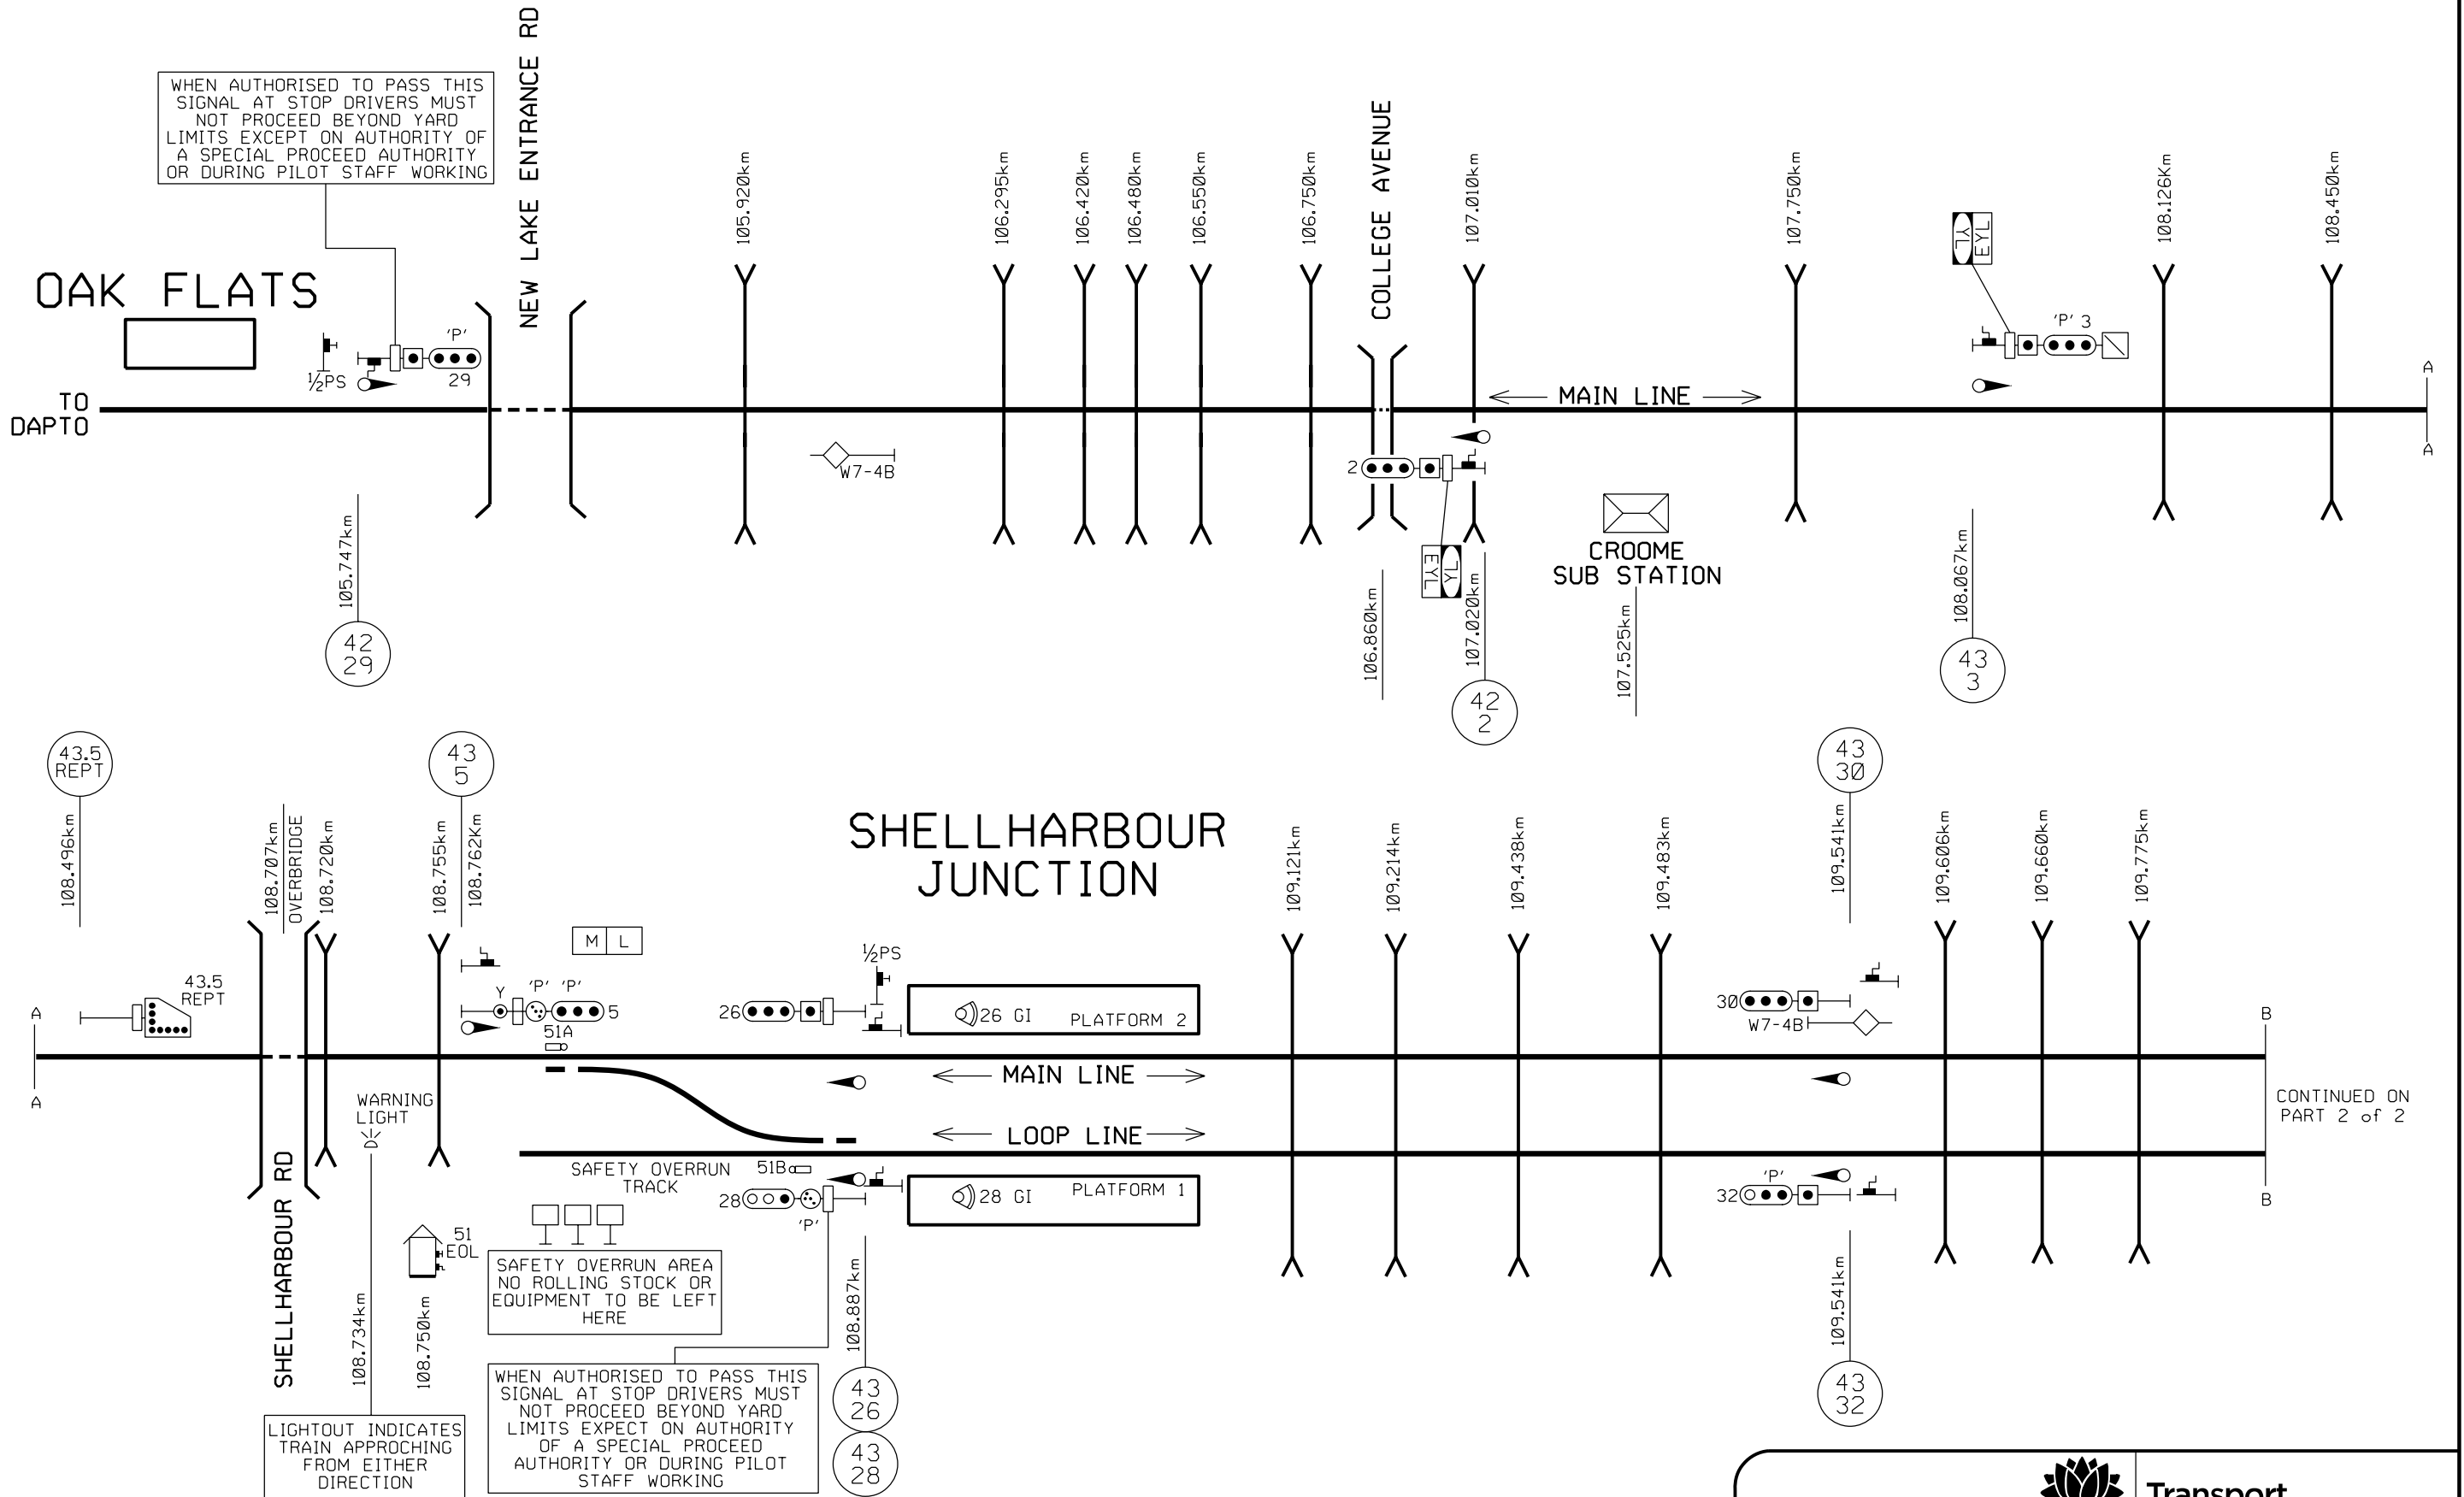 WHEN AUTHORISED TO PASS THIS
SIGNAL AT STOP DRIVERS MUST
NOT PROCEED BEYOND YARD
LIMITS EXCEPT ON AUTHORITY OF
A SPECIAL PROCEED AUTHORITY
OR DURING PILOT STAFF WORKING
NEW LAKE ENTRANCE RD
COLLEGE AVENUE
105.920km
106.295km
106.420km
106.480km
106.550km
106.750km
107.010km
107.750km
108.126Km
108.450km
YL
EYL
OAK FLATS
'P'
½PS
29
'P' 3
TO
DAPTO
MAIN LINE
A
A
W7-4B
2
EYL
YL
CROOME
SUB STATION
105.747km
106.860km
107.020km
107.525km
108.067km
42
29
42
2
43
3
43.5
REPT
43
5
43
30
108.496km
108.707km
OVERBRIDGE
108.720km
108.755km
108.762Km
SHELLHARBOUR
JUNCTION
109.121km
109.214km
109.438km
109.483km
109.541km
109.606km
109.660km
109.775km
M L
½PS
43.5
REPT
Y
'P' 'P'
5
51A
26
26 GI
PLATFORM 2
30
W7-4B
A
A
B
B
MAIN LINE
LOOP LINE
WARNING
LIGHT
CONTINUED ON
PART 2 of 2
SAFETY OVERRUN
TRACK
51B
28
'P'
28 GI
PLATFORM 1
'P'
32
SHELLHARBOUR RD
51
EOL
SAFETY OVERRUN AREA
NO ROLLING STOCK OR
EQUIPMENT TO BE LEFT
HERE
108.734km
108.750km
108.887km
109.541km
WHEN AUTHORISED TO PASS THIS
SIGNAL AT STOP DRIVERS MUST
NOT PROCEED BEYOND YARD
LIMITS EXPECT ON AUTHORITY
OF A SPECIAL PROCEED
AUTHORITY OR DURING PILOT
STAFF WORKING
43
26
43
28
43
32
LIGHTOUT INDICATES
TRAIN APPROCHING
FROM EITHER
DIRECTION
Transport